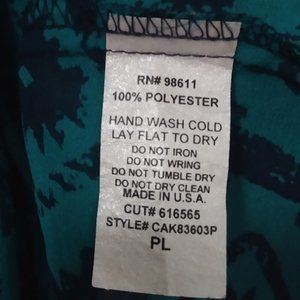 RN# 98611
100% POLYESTER
HAND WASH COLD
LAY FLAT TO DRY
DO NOT IRON
DO NOT WRING
DO NOT TUMBLE DRY
DO NOT DRY CLEAN
MADE IN U.S.A.
CUT# 616565
STYLE# CAK83603P
PL